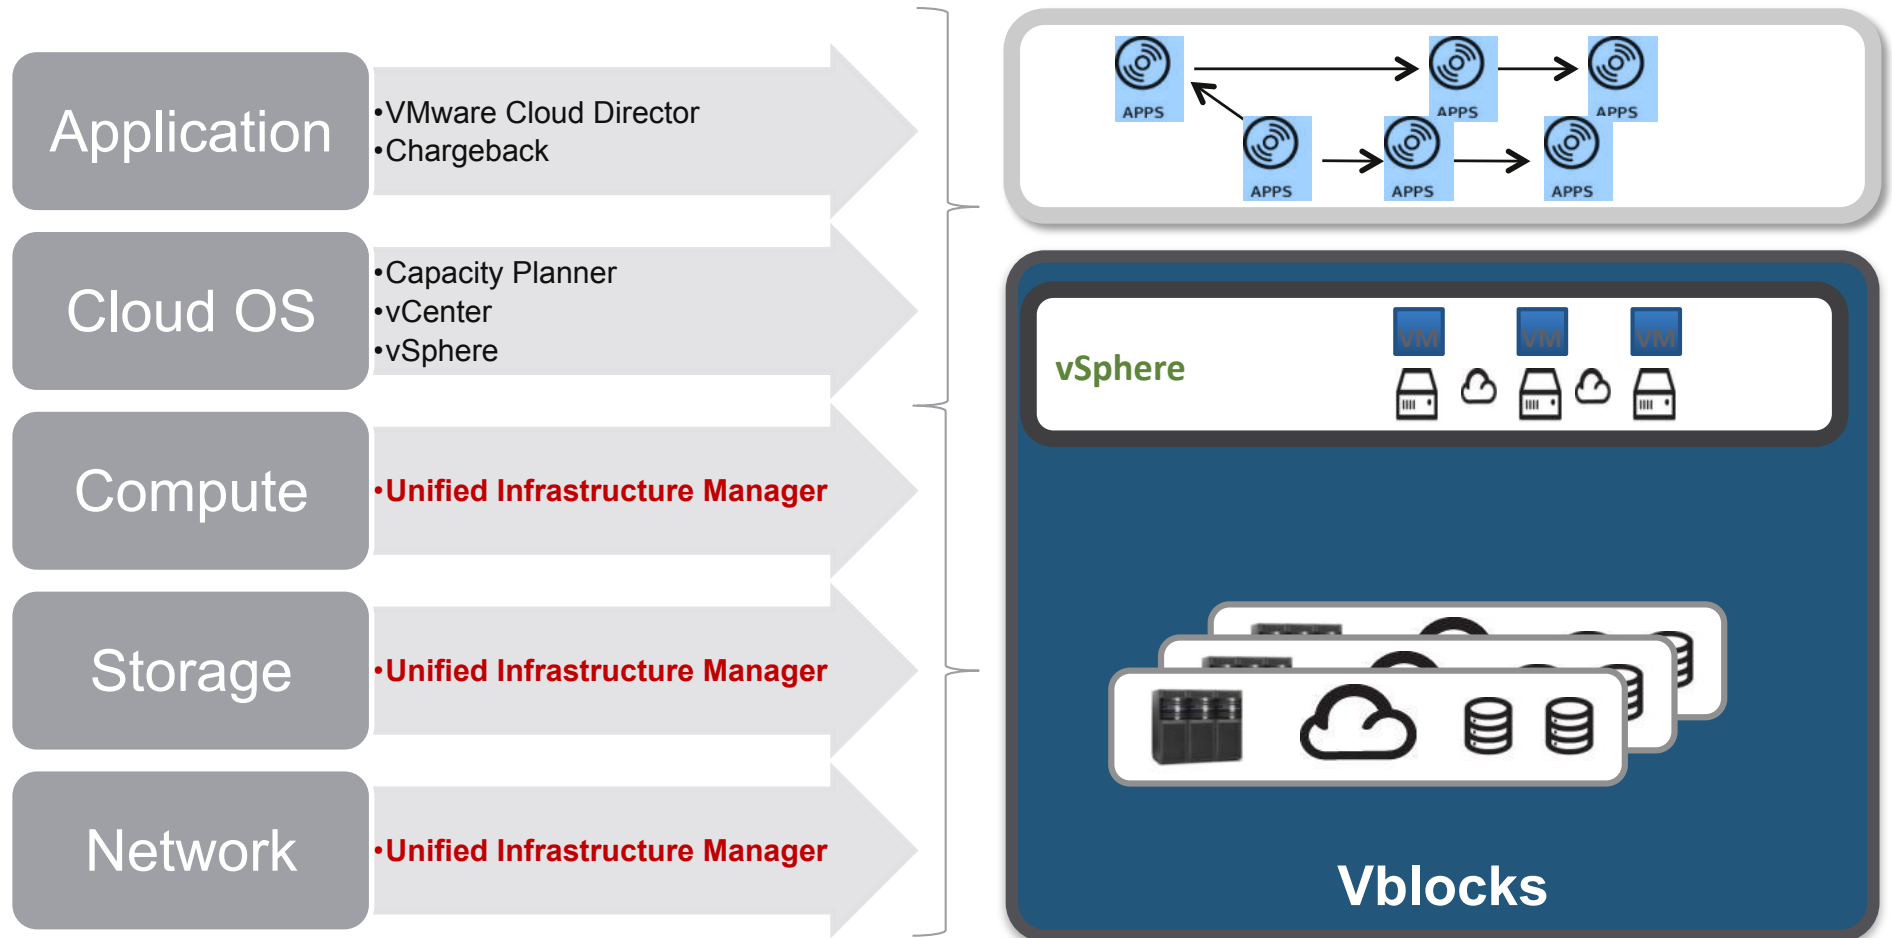 Application
•VMware Cloud Director
•Chargeback
Cloud OS
•Capacity Planner
•vCenter
•vSphere
Compute
•Unified Infrastructure Manager
Storage
•Unified Infrastructure Manager
Network
•Unified Infrastructure Manager
APPS
APPS
APPS
APPS
APPS
APPS
VM
VM
VM
vSphere
Vblocks